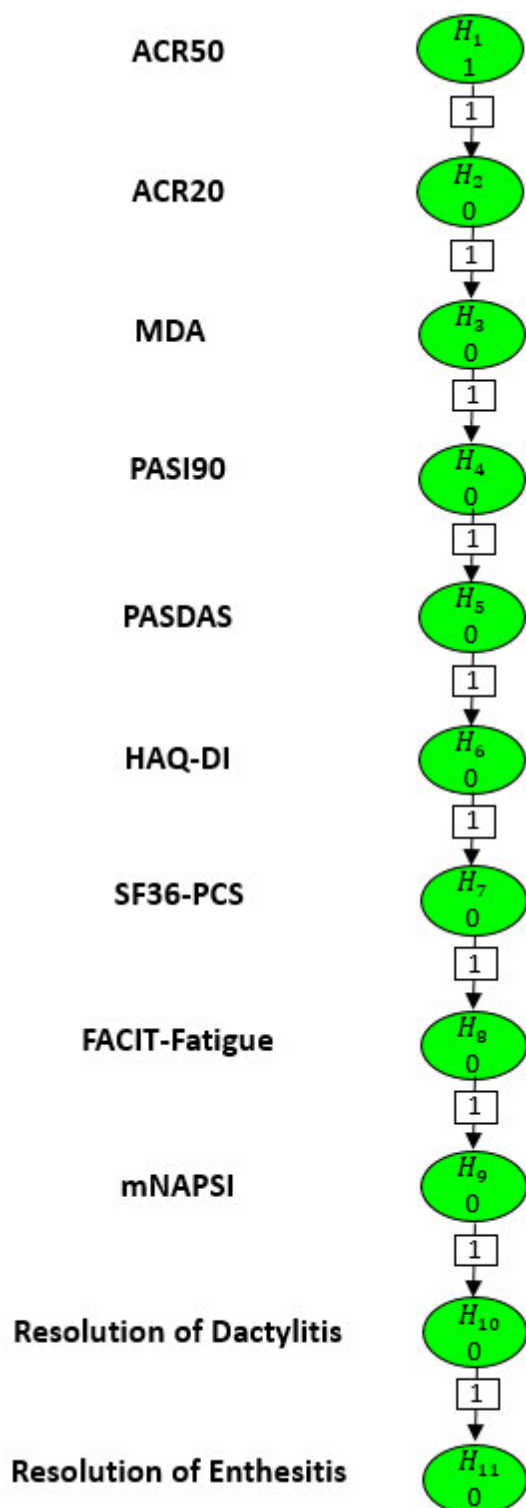 ACR50
H₁
1
1
ACR20
H₂
0
1
MDA
H₃
0
1
PASI90
H₄
0
1
PASDAS
H₅
0
1
HAQ-DI
H₆
0
1
SF36-PCS
H₇
0
1
FACIT-Fatigue
H₈
0
1
mNAPSI
H₉
0
1
Resolution of Dactylitis
H₁₀
0
1
Resolution of Enthesitis
H₁₁
0